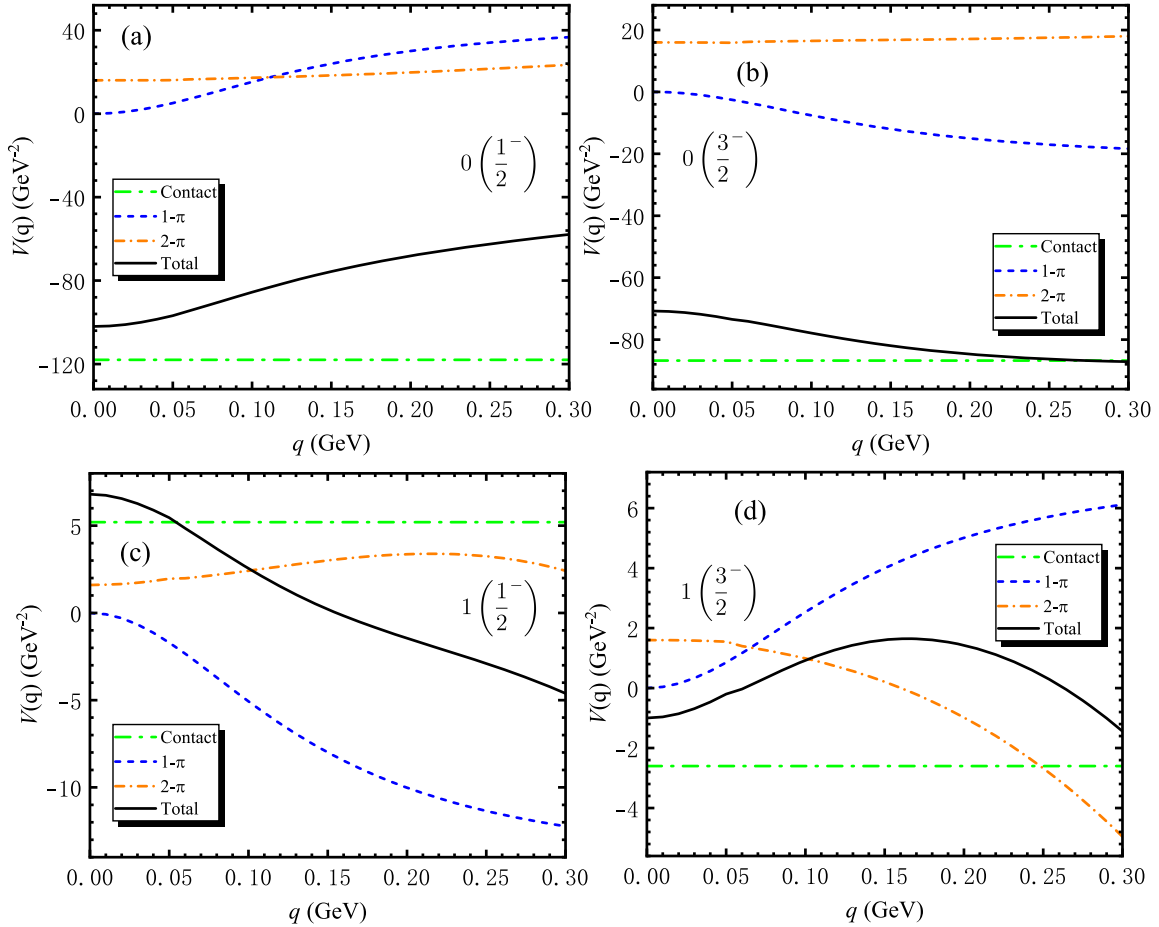 (a)
V(q) (GeV⁻²)
40
0
-40
-80
-120
0 (1⁻/2)
Contact
1-π
2-π
Total
0.00 0.05 0.10 0.15 0.20 0.25 0.30
q (GeV)
(b)
V(q) (GeV⁻²)
20
0
-20
-40
-60
-80
0 (3⁻/2)
Contact
1-π
2-π
Total
0.00 0.05 0.10 0.15 0.20 0.25 0.30
q (GeV)
(c)
V(q) (GeV⁻²)
5
0
-5
-10
1 (1⁻/2)
Contact
1-π
2-π
Total
0.00 0.05 0.10 0.15 0.20 0.25 0.30
q (GeV)
(d)
V(q) (GeV⁻²)
6
4
2
0
-2
-4
1 (3⁻/2)
Contact
1-π
2-π
Total
0.00 0.05 0.10 0.15 0.20 0.25 0.30
q (GeV)